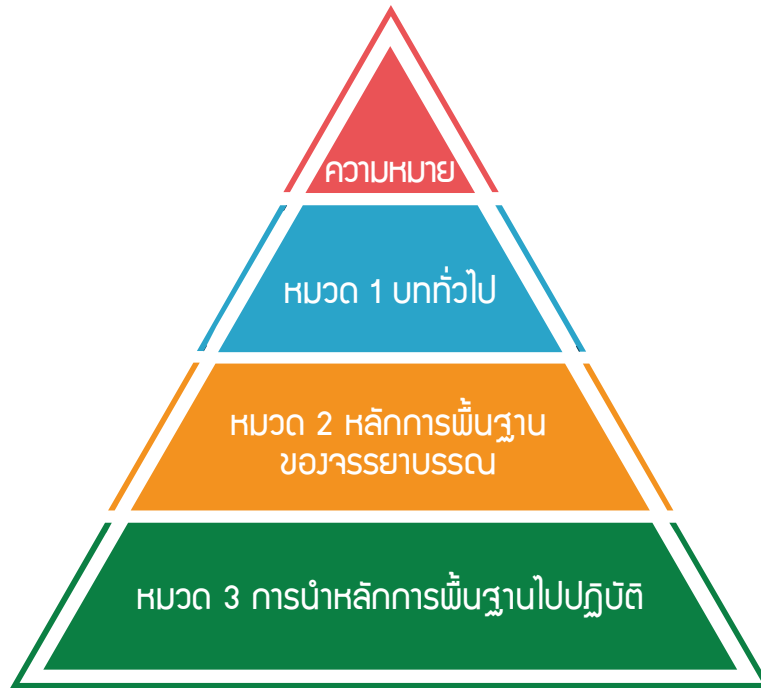 ความหมาย
หมวด 1 บททั่วไป
หมวด 2 หลักการพื้นฐาน
ของจรรยาบรรณ
หมวด 3 การนำหลักการพื้นฐานไปปฏิบัติ